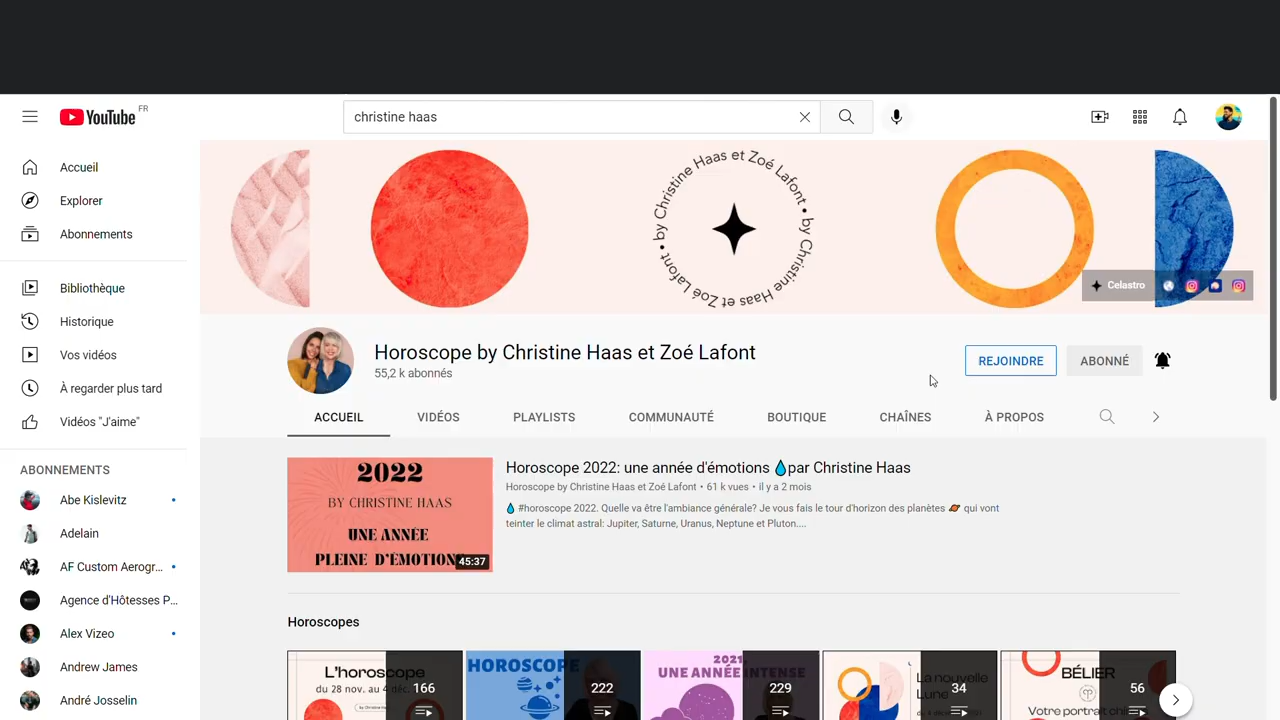 YouTube FR
christine haas
Accueil
Explorer
Abonnements
Bibliothèque
Historique
Vos vidéos
À regarder plus tard
Vidéos "J'aime"
ABONNEMENTS
Abe Kislevitz
Adelain
AF Custom Aerogr...
Agence d'Hôtesses P...
Alex Vizeo
Andrew James
André Josselin
by Christine Haas et Zoé Lafont • by Christine Haas et Zoé Lafont •
Celastro
Horoscope by Christine Haas et Zoé Lafont
55,2 k abonnés
REJOINDRE
ABONNÉ
ACCUEIL
VIDÉOS
PLAYLISTS
COMMUNAUTÉ
BOUTIQUE
CHAÎNES
À PROPOS
2022
BY CHRISTINE HAAS
UNE ANNÉE
PLEINE D'ÉMOTION
45:37
Horoscope 2022: une année d'émotions 💧par Christine Haas
Horoscope by Christine Haas et Zoé Lafont • 61 k vues • il y a 2 mois
💧 #horoscope 2022. Quelle va être l'ambiance générale? Je vous fais le tour d'horizon des planètes 🪐 qui vont
teinter le climat astral: Jupiter, Saturne, Uranus, Neptune et Pluton....
Horoscopes
L'horoscope
du 28 nov. au 4 déc.
166
HOROSCOPE
222
2021,
UNE ANNÉE INTENSE
229
La nouvelle
Lune
34
BÉLIER
Votre portrait
56